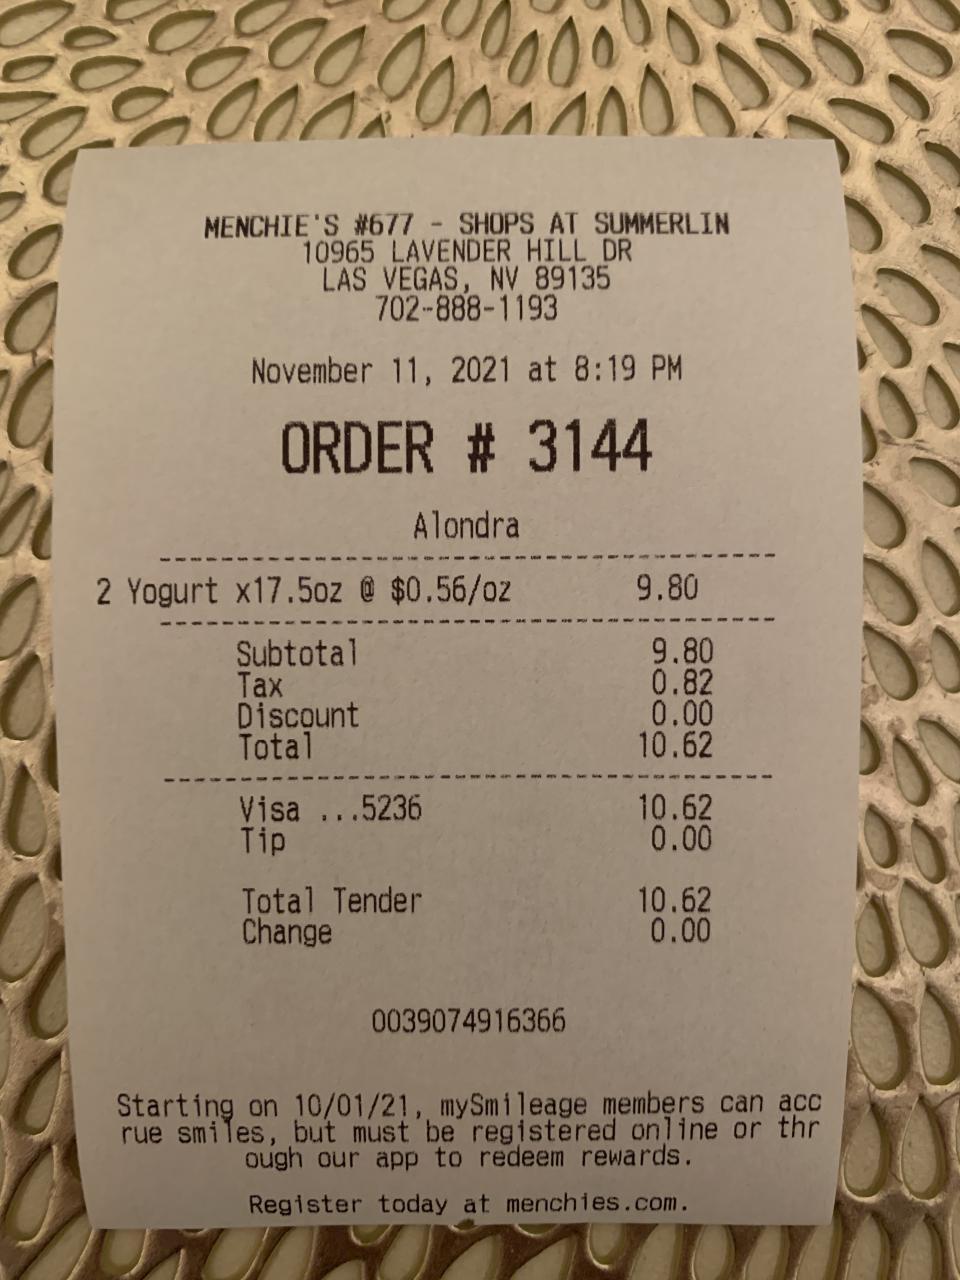 MENCHIE'S #677 - SHOPS AT SUMMERLIN
10965 LAVENDER HILL DR
LAS VEGAS, NV 89135
702-888-1193
November 11, 2021 at 8:19 PM
ORDER # 3144
Alondra
2 Yogurt x17.5oz @ $0.56/oz 9.80
Subtotal 9.80
Tax 0.82
Discount 0.00
Total 10.62
Visa ...5236 10.62
Tip 0.00
Total Tender 10.62
Change 0.00
0039074916366
Starting on 10/01/21, mySmileage members can acc
rue smiles, but must be registered online or thr
ough our app to redeem rewards.
Register today at menchies.com.